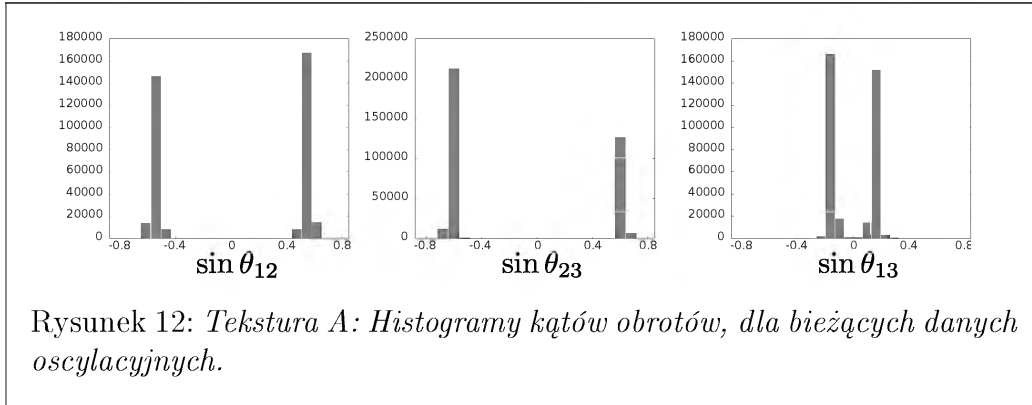 180000 160000 140000 120000 100000 80000 60000 40000 20000 0
-0.8 -0.4 0 0.4 0.8
sin θ12
250000 200000 150000 100000 50000 0
-0.8 -0.4 0 0.4 0.8
sin θ23
180000 160000 140000 120000 100000 80000 60000 40000 20000 0
-0.8 -0.4 0 0.4 0.8
sin θ13
Rysunek 12: Tekstura A: Histogramy kątów obrotów, dla bieżących danych
oscylacyjnych.